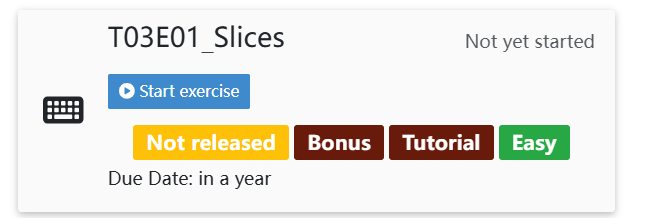 T03E01_Slices
Not yet started
Start exercise
Not released Bonus Tutorial Easy
Due Date: in a year